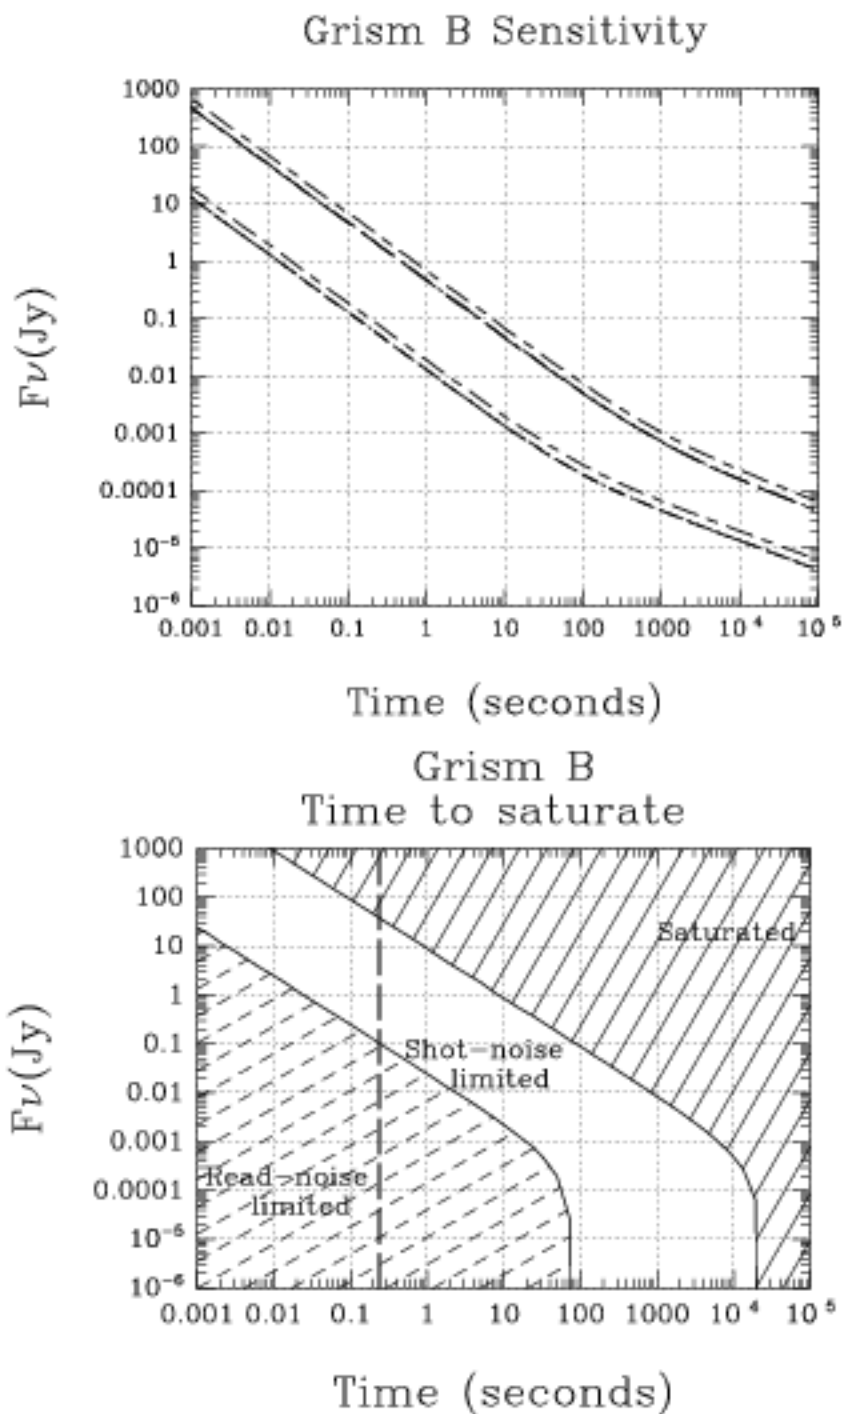 Grism B Sensitivity
1000
100
10
1
0.1
0.01
0.001
0.0001
10⁻⁵
10⁻⁶
Fν(Jy)
0.001 0.01 0.1 1 10 100 1000 10⁴ 10⁵
Time (seconds)
Grism B
Time to saturate
1000
100
10
1
0.1
0.01
0.001
0.0001
10⁻⁵
10⁻⁶
Fν(Jy)
Saturated
Shot-noise
limited
Read-noise
limited
0.001 0.01 0.1 1 10 100 1000 10⁴ 10⁵
Time (seconds)